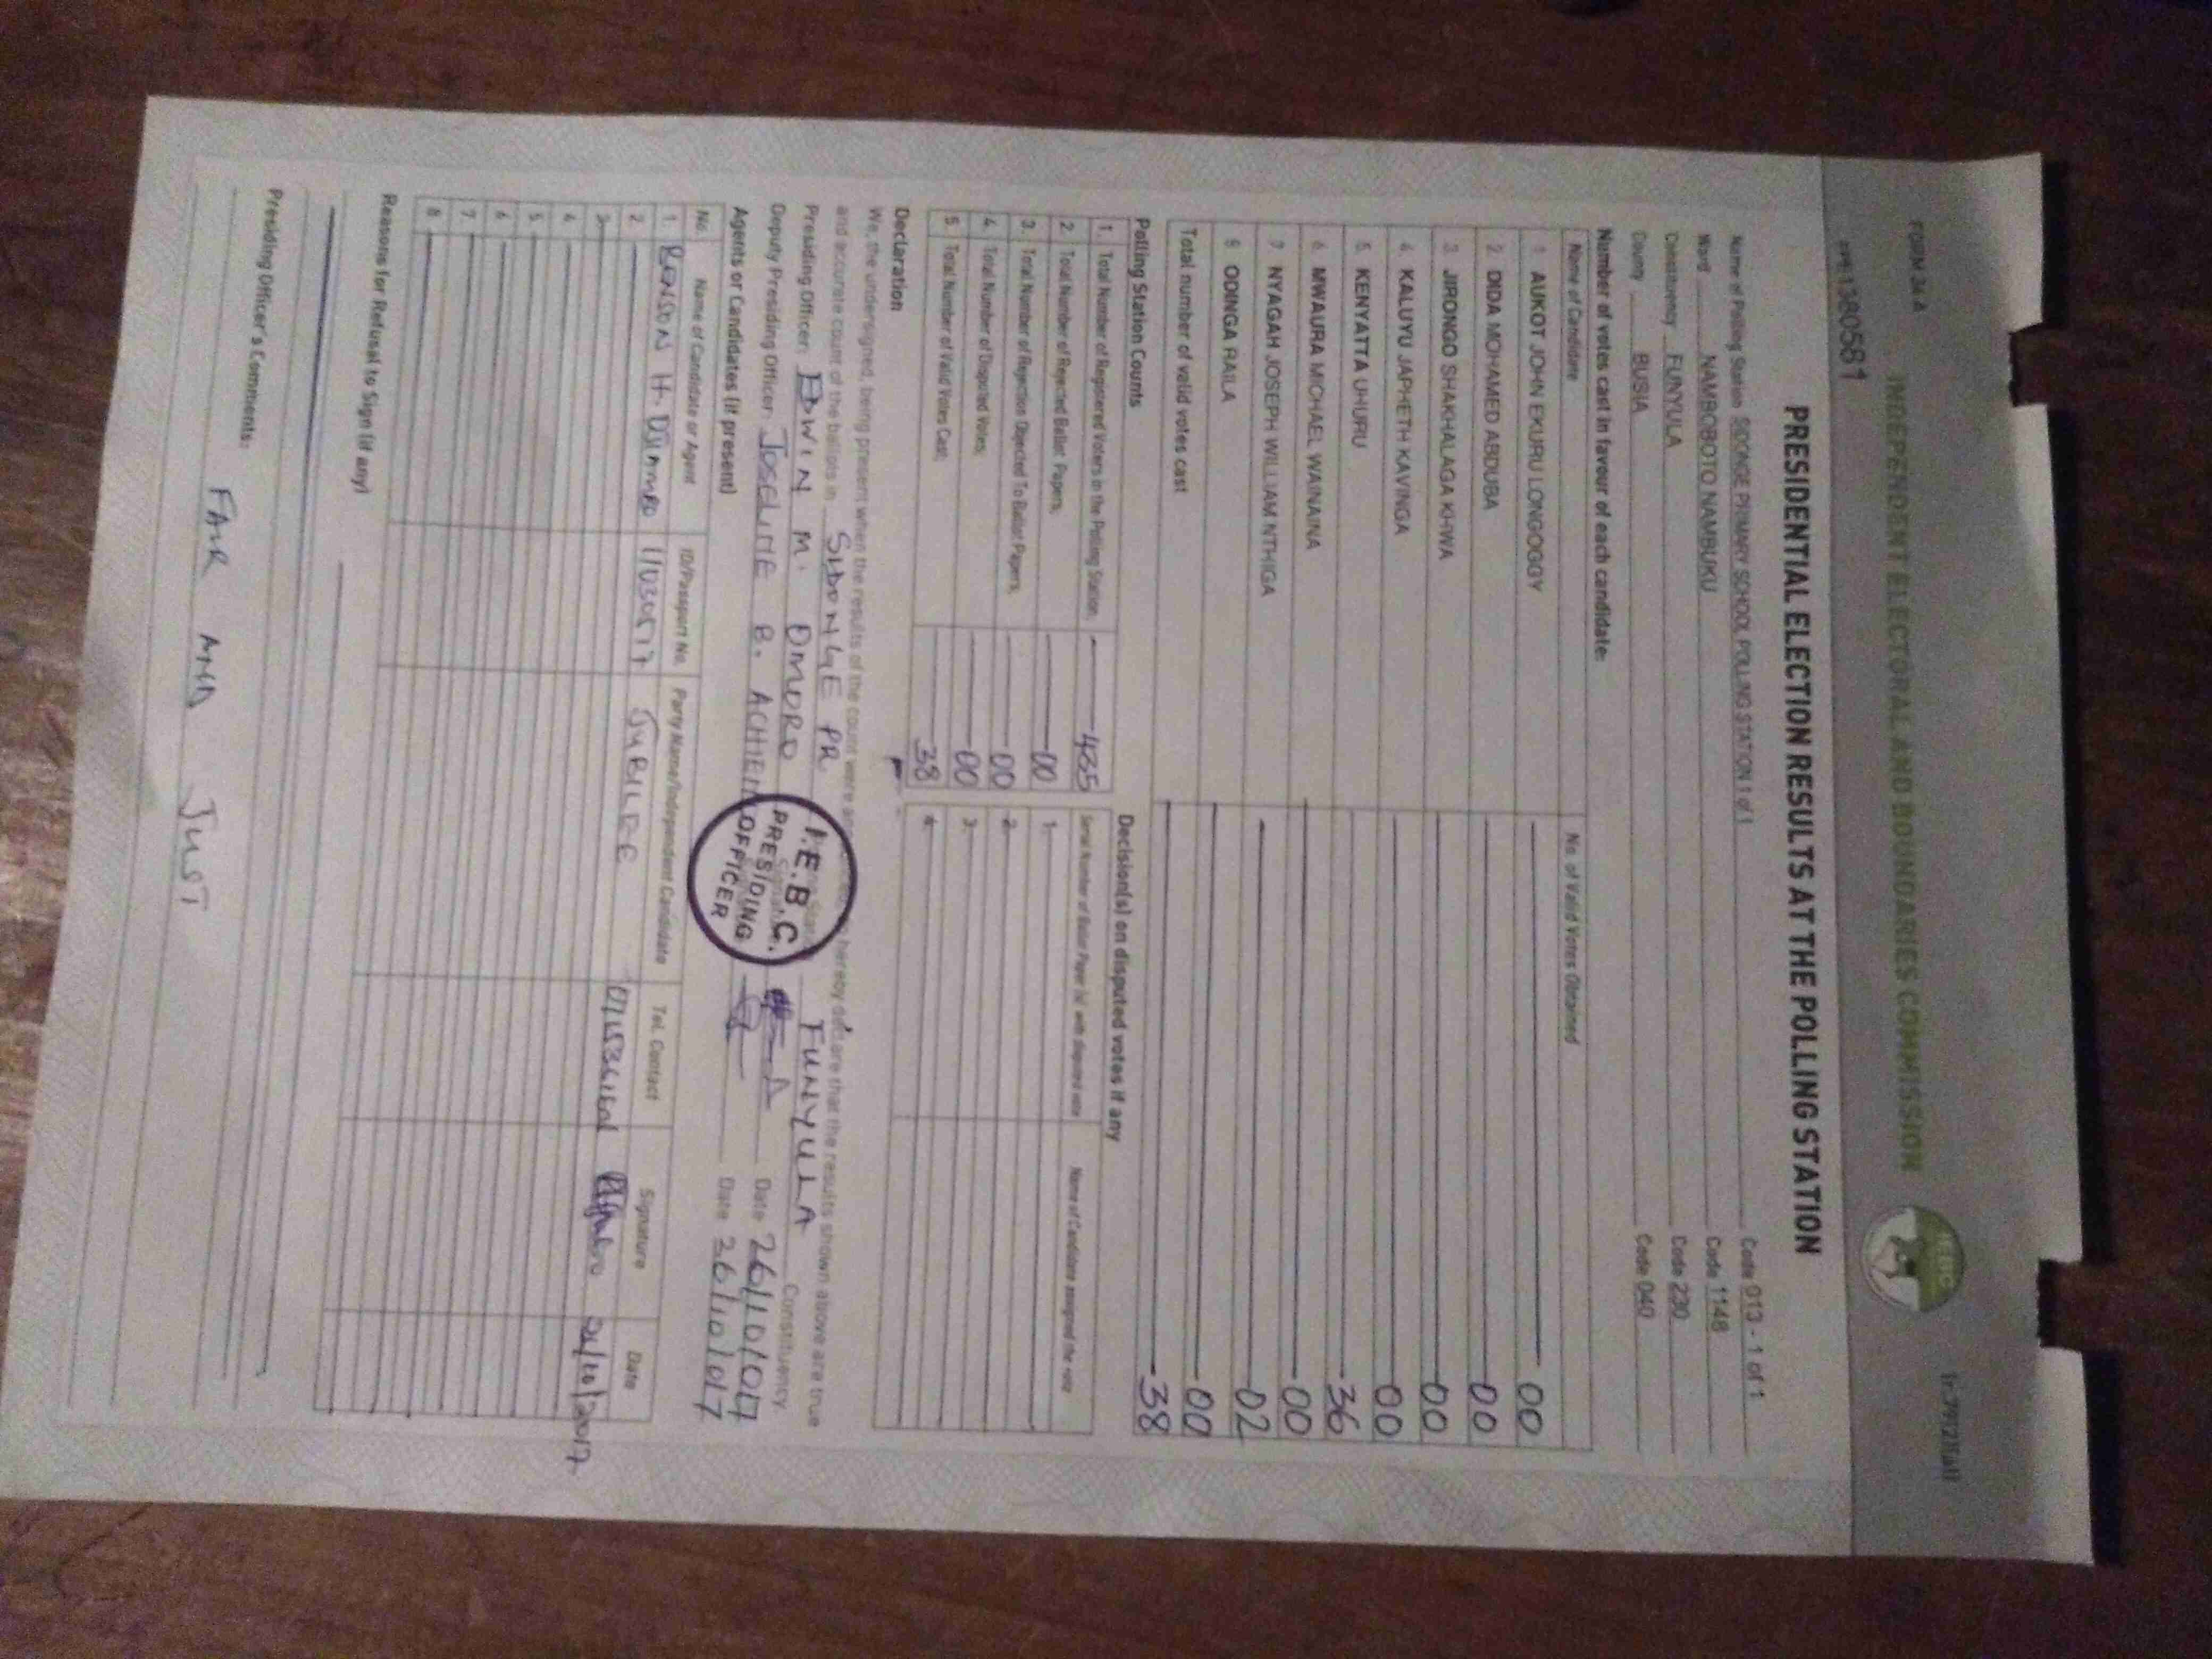 FORM 34 A
INDEPENDENT ELECTORAL AND BOUNDARIES COMMISSION
IEBC
PRESIDENTIAL ELECTION RESULTS AT THE POLLING STATION
Name of Polling Station SIDONGE PRIMARY SCHOOL POLLING STATION 1 of 1 Code 013 - 1 of 1
Ward NAMBOBOTO NAMBUKU Code 1148
Constituency FUNYULA Code 230
County BUSIA Code 040
Number of votes cast in favour of each candidate:
Name of Candidate No. of Valid Votes Obtained
1 AUKOT JOHN EKURU LONGOGGY 00
2 DIDA MOHAMED ABDUBA 00
3 JIRONGO SHAKHALAGA KHWA 00
4 KALUYU JAPHETH KAVINGA 00
5 KENYATTA UHURU 36
6 MWAURA MICHAEL WAINAINA 00
7 NYAGAH JOSEPH WILLIAM NTHIGA 02
8 ODINGA RAILA 00
Total number of valid votes cast 38
Polling Station Counts
1. Total Number of Registered Voters in the Polling Station 435
2. Total Number of Rejected Ballot Papers; 00
3. Total Number of Rejection Objected To Ballot Papers; 00
4. Total Number of Disputed Votes; 00
5. Total Number of Valid Votes Cast; 38
Decision(s) on disputed votes if any
Serial Number of Ballot Paper (s) with disputed vote Name of Candidate assigned the vote
1
2
3
4
Declaration
We, the undersigned, being present when the results of the count were hereby declare that the results shown above are true
and accurate count of the ballots in SIDONGE PR FUNYULA Constituency
Presiding Officer: EDWIN M. OMORO Date 26/10/017
Deputy Presiding Officer: JOSELINE B. ACHIENG Date 26/10/017
I.E.B.C.
PRESIDING
OFFICER
Agents or Candidates (if present)
No. Name of Candidate or Agent ID/Passport No. Party Name/Independent Candidate Tel. Contact Signature Date
1 BENSON H. JUBILEE 26/10/2017
2
3
4
5
6
7
8
Reasons for Refusal to Sign (if any)
Presiding Officer's Comments:
FAIR AND JUST